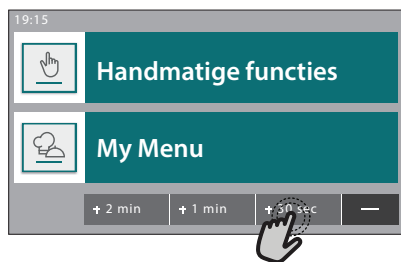 19:15
Handmatige functies
My Menu
+ 2 min + 1 min + 30 sec —